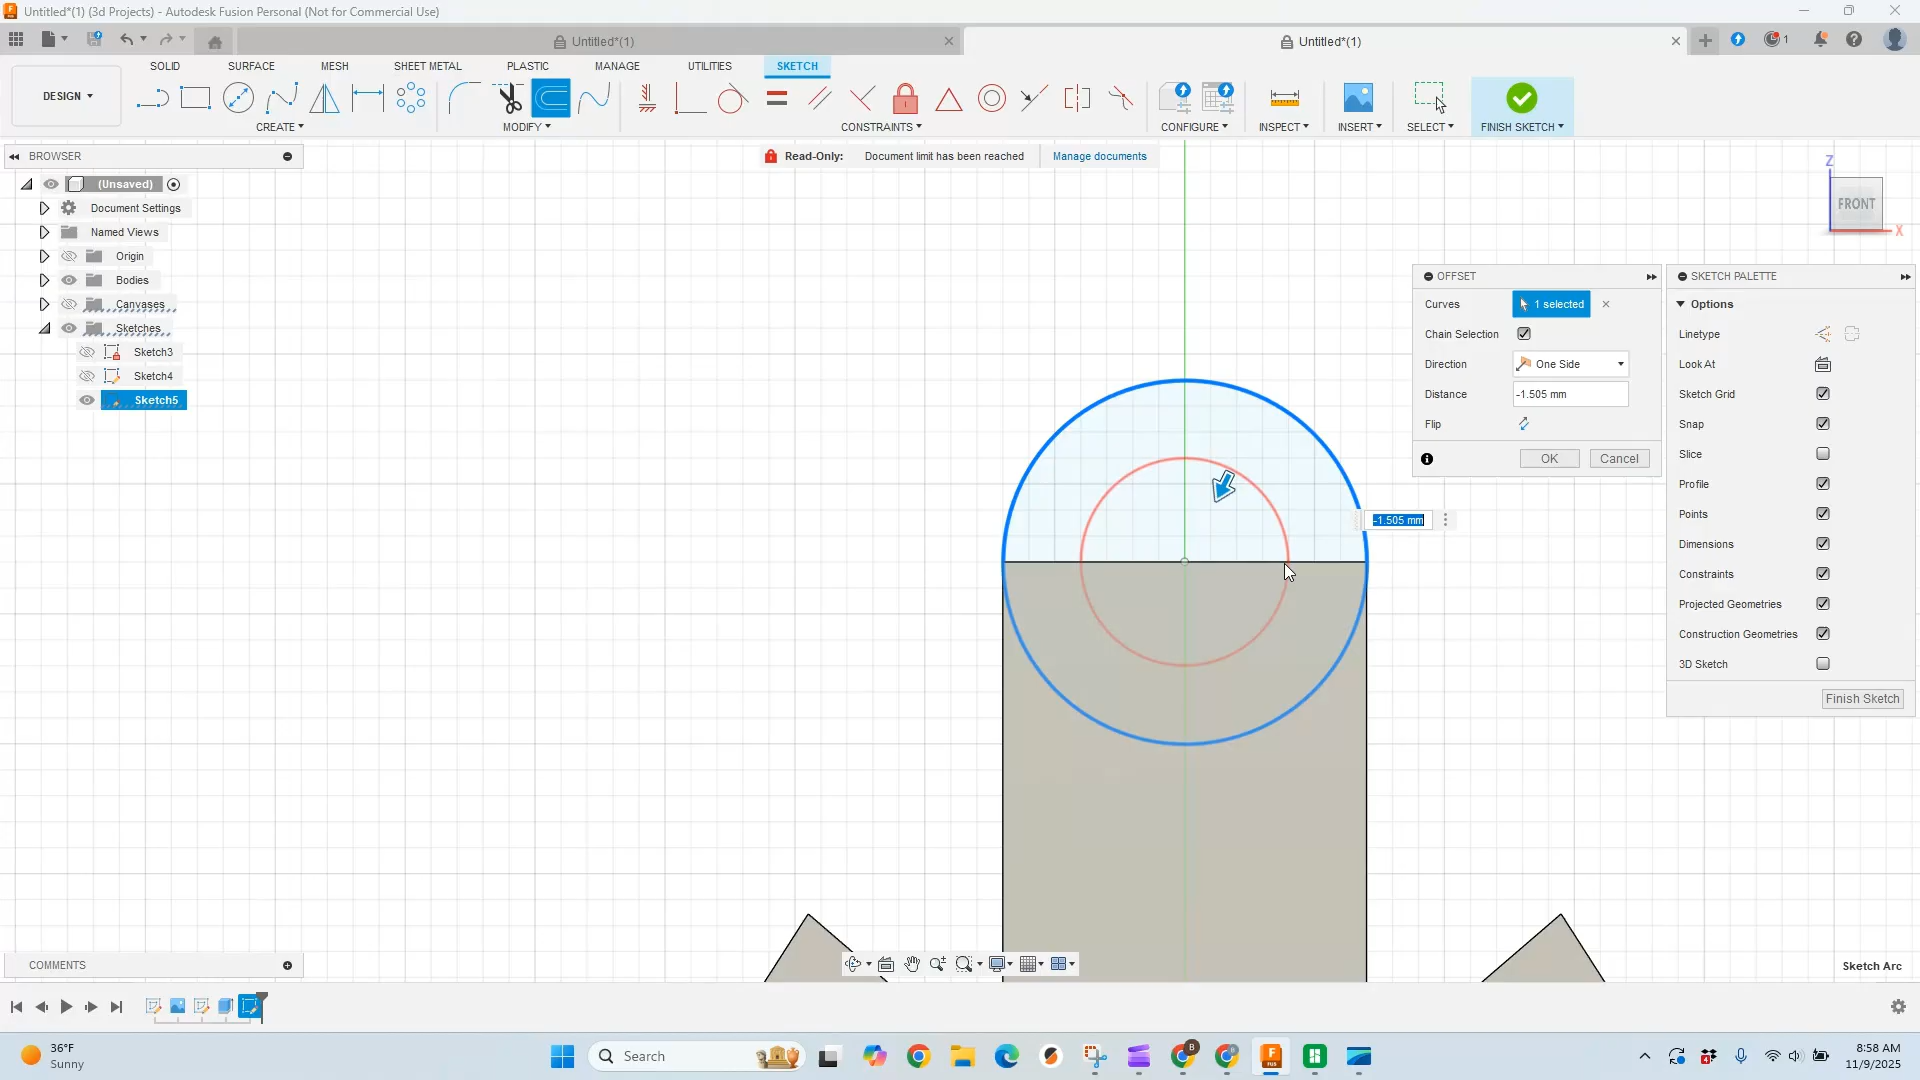 Untitled*(1) (3d Projects) - Autodesk Fusion Personal (Not for Commercial Use)
Untitled*(1)
Untitled*(1)
1
SOLID
SURFACE
MESH
SHEET METAL
PLASTIC
MANAGE
UTILITIES
SKETCH
DESIGN
CREATE
MODIFY
CONSTRAINTS
CONFIGURE
INSPECT
INSERT
SELECT
FINISH SKETCH
BROWSER
Read-Only:
Document limit has been reached
Manage documents
(Unsaved)
Document Settings
Named Views
Origin
Bodies
Canvases
Sketches
Sketch3
Sketch4
Sketch5
Z
FRONT
X
OFFSET
Curves
1 selected
Chain Selection
Direction
One Side
Distance
-1.505 mm
Flip
OK
Cancel
-1.505 mm
SKETCH PALETTE
Options
Linetype
Look At
Sketch Grid
Snap
Slice
Profile
Points
Dimensions
Constraints
Projected Geometries
Construction Geometries
3D Sketch
Finish Sketch
COMMENTS
Sketch Arc
36°F
Sunny
Search
B
FUS
4
8:58 AM
11/9/2025